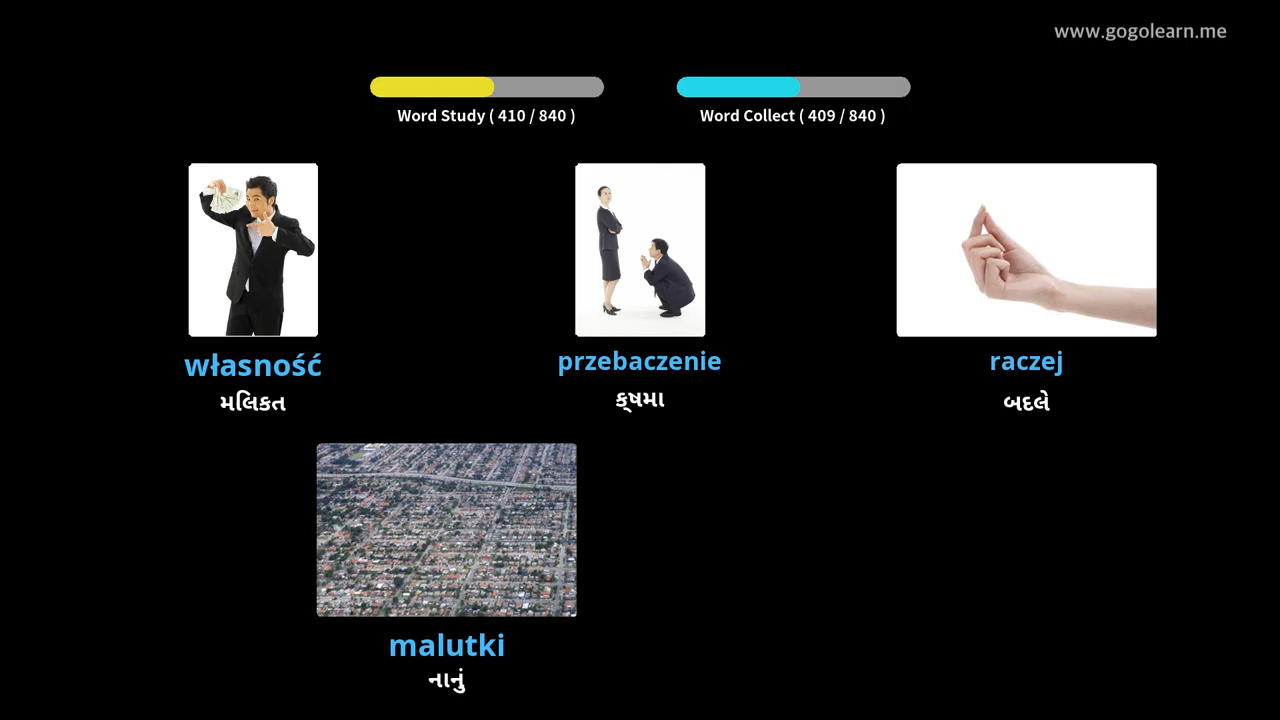 www.gogolearn.me
Word Study ( 410 / 840 )
Word Collect ( 409 / 840 )
własność
મલિકત
przebaczenie
ક્ષમા
raczej
બદલે
malutki
નાનું